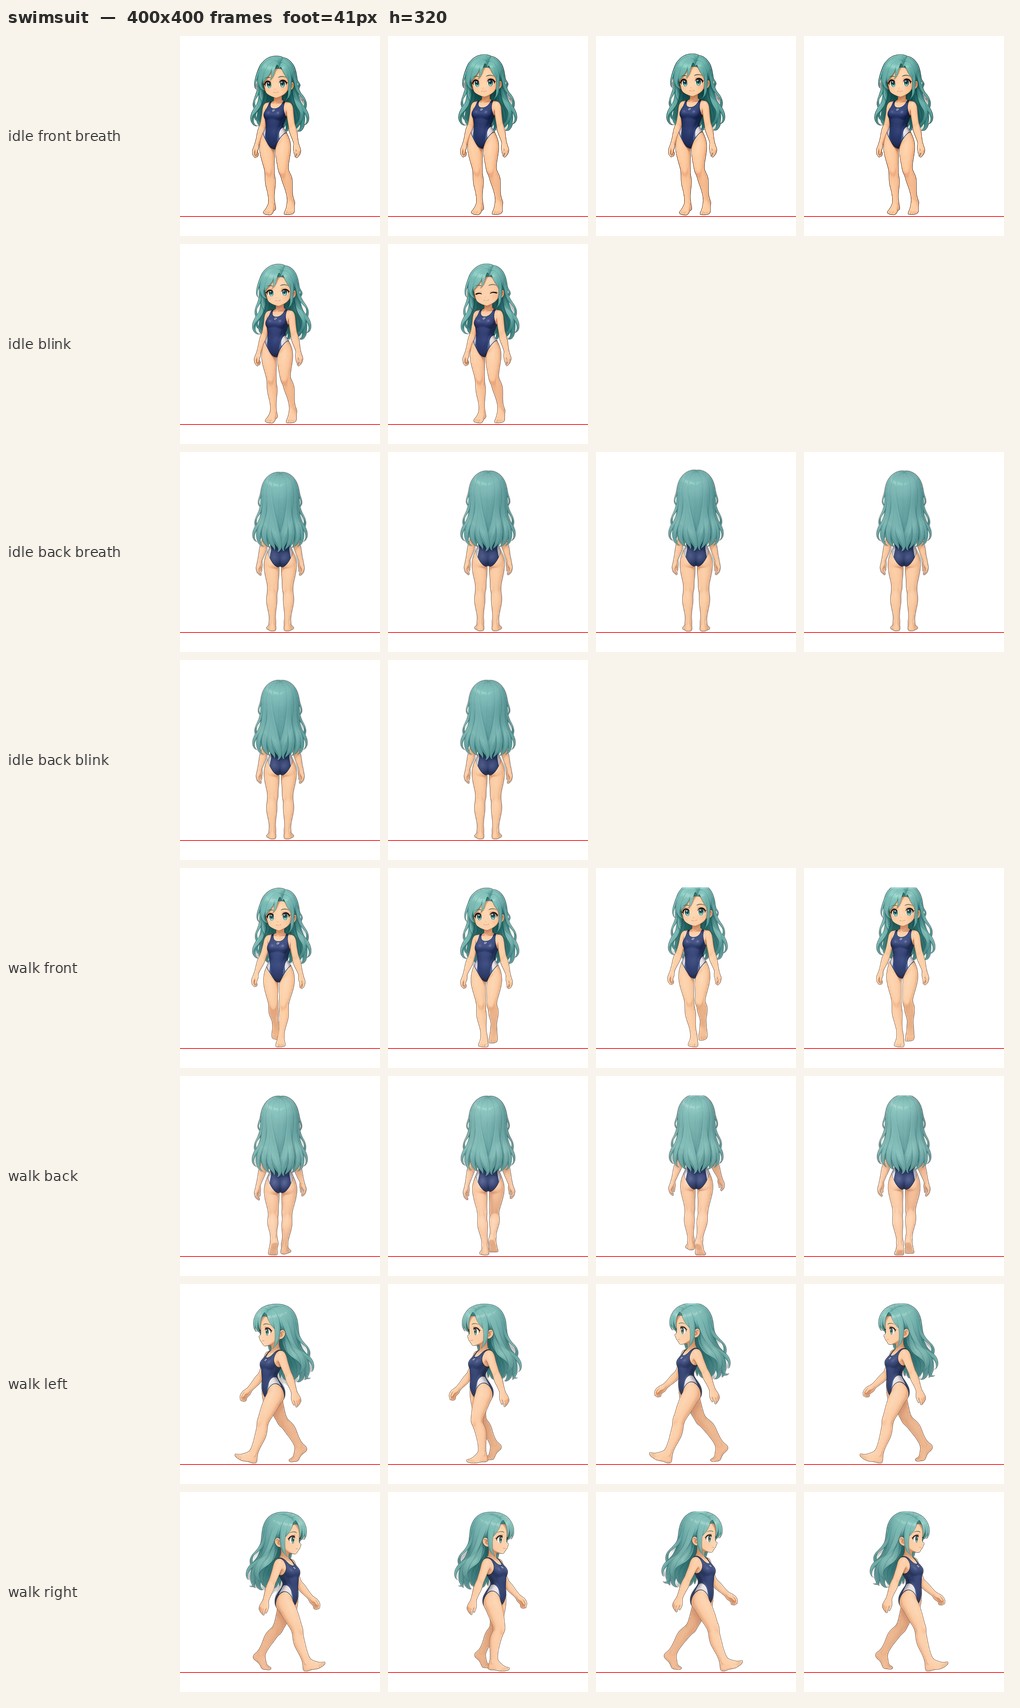 swimsuit — 400x400 frames foot=41px h=320
idle front breath
idle blink
idle back breath
idle back blink
walk front
walk back
walk left
walk right